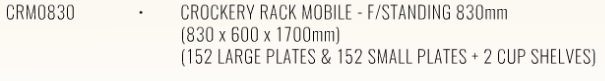 CRM0830 • CROCKERY RACK MOBILE - F/STANDING 830mm
(830 x 600 x 1700mm)
(152 LARGE PLATES & 152 SMALL PLATES + 2 CUP SHELVES)